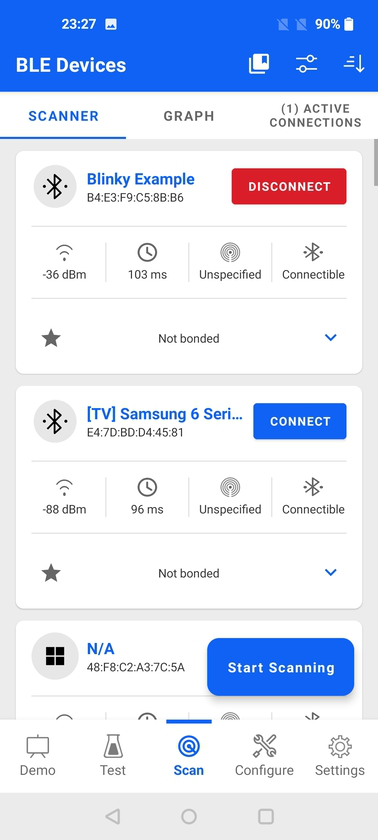 23:27
90%
BLE Devices
SCANNER
GRAPH
(1) ACTIVE
CONNECTIONS
Blinky Example
B4:E3:F9:C5:8B:B6
DISCONNECT
-36 dBm
103 ms
Unspecified
Connectible
Not bonded
[TV] Samsung 6 Seri...
E4:7D:BD:D4:45:81
CONNECT
-88 dBm
96 ms
Unspecified
Connectible
Not bonded
N/A
48:F8:C2:A3:7C:5A
Start Scanning
Demo
Test
Scan
Configure
Settings